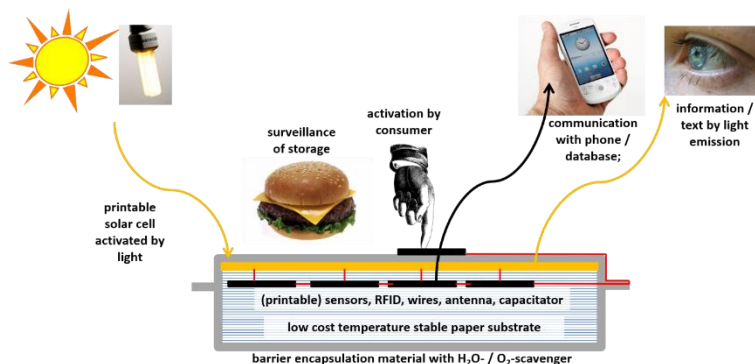 surveillance
of storage
activation by
consumer
communication
with phone /
database;
information /
text by light
emission
printable
solar cell
activated by
light
(printable) sensors, RFID, wires, antenna, capacitator
low cost temperature stable paper substrate
barrier encapsulation material with H₂O- / O₂-scavenger